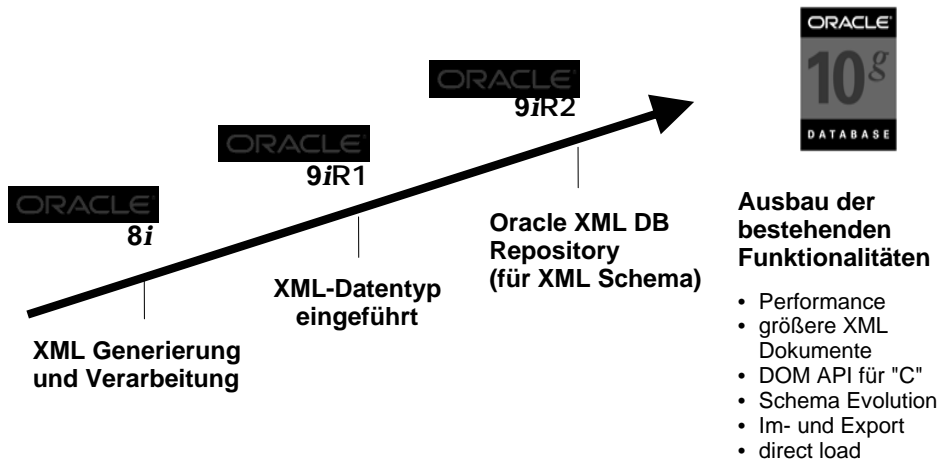 ORACLE
10g
DATABASE
ORACLE
9iR2
ORACLE
9iR1
ORACLE
8i
XML Generierung
und Verarbeitung
XML-Datentyp
eingeführt
Oracle XML DB
Repository
(für XML Schema)
Ausbau der
bestehenden
Funktionalitäten
• Performance
• größere XML
Dokumente
• DOM API für "C"
• Schema Evolution
• Im- und Export
• direct load